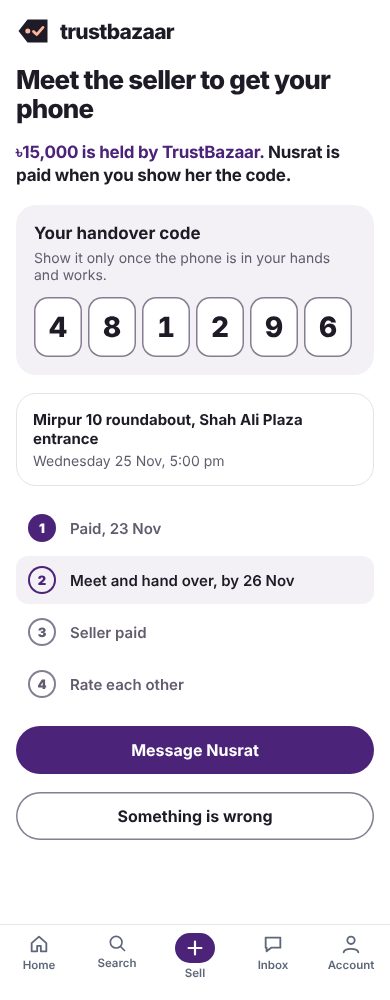 trustbazaar
Meet the seller to get your
phone
৳15,000 is held by TrustBazaar. Nusrat is
paid when you show her the code.
Your handover code
Show it only once the phone is in your hands
and works.
4 8 1 2 9 6
Mirpur 10 roundabout, Shah Ali Plaza
entrance
Wednesday 25 Nov, 5:00 pm
1 Paid, 23 Nov
2 Meet and hand over, by 26 Nov
3 Seller paid
4 Rate each other
Message Nusrat
Something is wrong
Home Search Sell Inbox Account